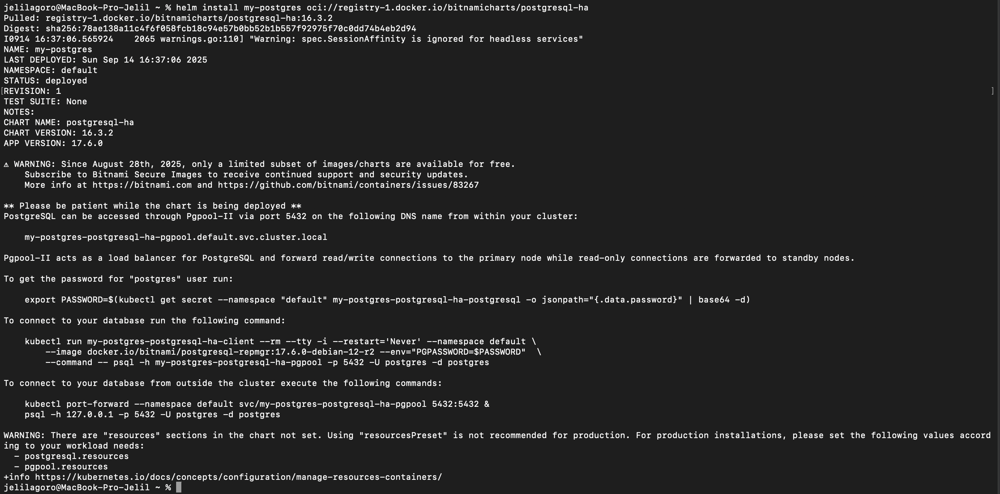 jelilagoro@MacBook-Pro-Jelil ~ % helm install my-postgres oci://registry-1.docker.io/bitnamicharts/postgresql-ha
Pulled: registry-1.docker.io/bitnamicharts/postgresql-ha:16.3.2
Digest: sha256:78ae138a11c4f6f058fcb18c94e57b0bb52b1b557f92975f70c0dd74b4eb2d94
I0914 16:37:06.565924    2065 warnings.go:110] "Warning: spec.SessionAffinity is ignored for headless services"
NAME: my-postgres
LAST DEPLOYED: Sun Sep 14 16:37:06 2025
NAMESPACE: default
STATUS: deployed
[REVISION: 1 ]
TEST SUITE: None
NOTES:
CHART NAME: postgresql-ha
CHART VERSION: 16.3.2
APP VERSION: 17.6.0
⚠ WARNING: Since August 28th, 2025, only a limited subset of images/charts are available for free.
    Subscribe to Bitnami Secure Images to receive continued support and security updates.
    More info at https://bitnami.com and https://github.com/bitnami/containers/issues/83267
** Please be patient while the chart is being deployed **
PostgreSQL can be accessed through Pgpool-II via port 5432 on the following DNS name from within your cluster:
    my-postgres-postgresql-ha-pgpool.default.svc.cluster.local
Pgpool-II acts as a load balancer for PostgreSQL and forward read/write connections to the primary node while read-only connections are forwarded to standby nodes.
To get the password for "postgres" user run:
    export PASSWORD=$(kubectl get secret --namespace "default" my-postgres-postgresql-ha-postgresql -o jsonpath="{.data.password}" | base64 -d)
To connect to your database run the following command:
    kubectl run my-postgres-postgresql-ha-client --rm --tty -i --restart='Never' --namespace default \
        --image docker.io/bitnami/postgresql-repmgr:17.6.0-debian-12-r2 --env="PGPASSWORD=$PASSWORD"  \
        --command -- psql -h my-postgres-postgresql-ha-pgpool -p 5432 -U postgres -d postgres
To connect to your database from outside the cluster execute the following commands:
    kubectl port-forward --namespace default svc/my-postgres-postgresql-ha-pgpool 5432:5432 &
    psql -h 127.0.0.1 -p 5432 -U postgres -d postgres
WARNING: There are "resources" sections in the chart not set. Using "resourcesPreset" is not recommended for production. For production installations, please set the following values accord
ing to your workload needs:
  - postgresql.resources
  - pgpool.resources
+info https://kubernetes.io/docs/concepts/configuration/manage-resources-containers/
jelilagoro@MacBook-Pro-Jelil ~ %